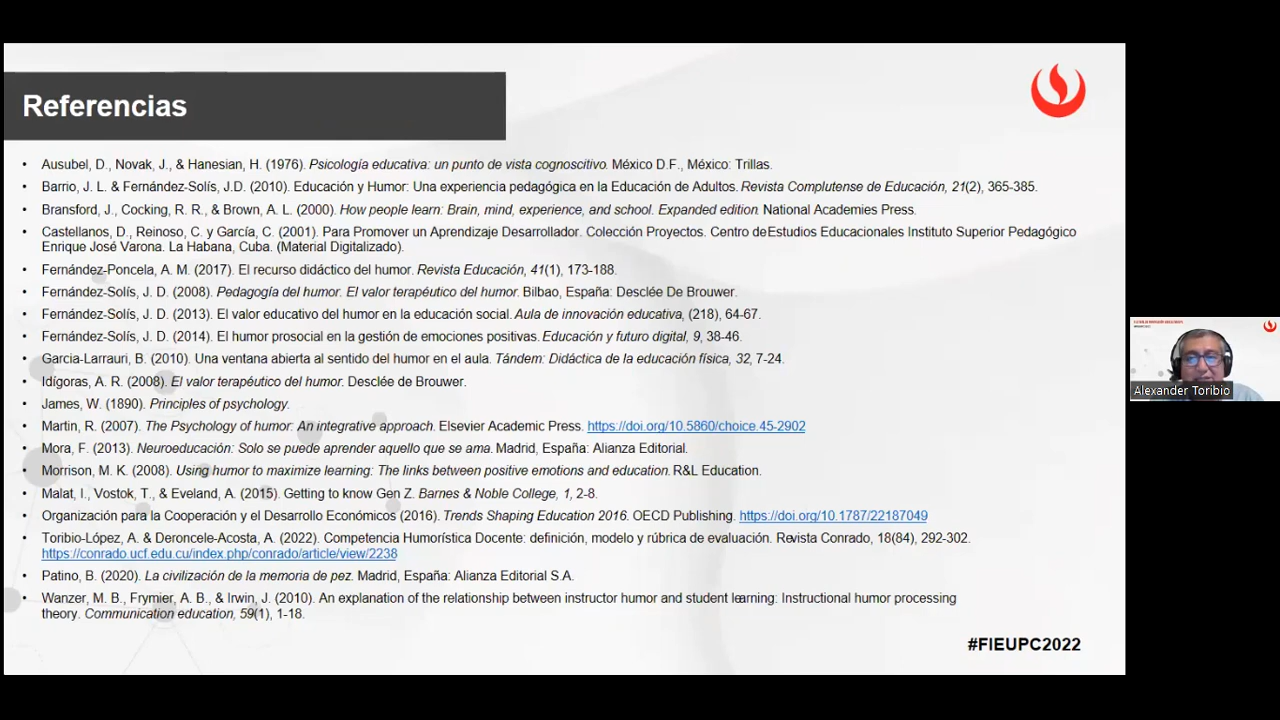 Referencias
• Ausubel, D., Novak, J., & Hanesian, H. (1976). Psicología educativa: un punto de vista cognoscitivo. México D.F., México: Trillas.
• Barrio, J. L. & Fernández-Solís, J.D. (2010). Educación y Humor: Una experiencia pedagógica en la Educación de Adultos. Revista Complutense de Educación, 21(2), 365-385.
• Bransford, J., Cocking, R. R., & Brown, A. L. (2000). How people learn: Brain, mind, experience, and school. Expanded edition. National Academies Press.
• Castellanos, D., Reinoso, C. y García, C. (2001). Para Promover un Aprendizaje Desarrollador. Colección Proyectos. Centro de Estudios Educacionales Instituto Superior Pedagógico
Enrique José Varona. La Habana, Cuba. (Material Digitalizado).
• Fernández-Poncela, A. M. (2017). El recurso didáctico del humor. Revista Educación, 41(1), 173-188.
• Fernández-Solís, J. D. (2008). Pedagogía del humor. El valor terapéutico del humor. Bilbao, España: Desclée De Brouwer.
• Fernández-Solís, J. D. (2013). El valor educativo del humor en la educación social. Aula de innovación educativa, (218), 64-67.
• Fernández-Solís, J. D. (2014). El humor prosocial en la gestión de emociones positivas. Educación y futuro digital, 9, 38-46.
• Garcia-Larrauri, B. (2010). Una ventana abierta al sentido del humor en el aula. Tándem: Didáctica de la educación física, 32, 7-24.
• Idígoras, A. R. (2008). El valor terapéutico del humor. Desclée de Brouwer.
• James, W. (1890). Principles of psychology.
• Martin, R. (2007). The Psychology of humor: An integrative approach. Elsevier Academic Press. https://doi.org/10.5860/choice.45-2902
• Mora, F. (2013). Neuroeducación: Solo se puede aprender aquello que se ama. Madrid, España: Alianza Editorial.
• Morrison, M. K. (2008). Using humor to maximize learning: The links between positive emotions and education. R&L Education.
• Malat, I., Vostok, T., & Eveland, A. (2015). Getting to know Gen Z. Barnes & Noble College, 1, 2-8.
• Organización para la Cooperación y el Desarrollo Económicos (2016). Trends Shaping Education 2016. OECD Publishing. https://doi.org/10.1787/22187049
• Toribio-López, A. & Deroncele-Acosta, A. (2022). Competencia Humorística Docente: definición, modelo y rúbrica de evaluación. Revista Conrado, 18(84), 292-302.
https://conrado.ucf.edu.cu/index.php/conrado/article/view/2238
• Patino, B. (2020). La civilización de la memoria de pez. Madrid, España: Alianza Editorial S.A.
• Wanzer, M. B., Frymier, A. B., & Irwin, J. (2010). An explanation of the relationship between instructor humor and student learning: Instructional humor processing
theory. Communication education, 59(1), 1-18.
#FIEUPC2022
Alexander Toribio